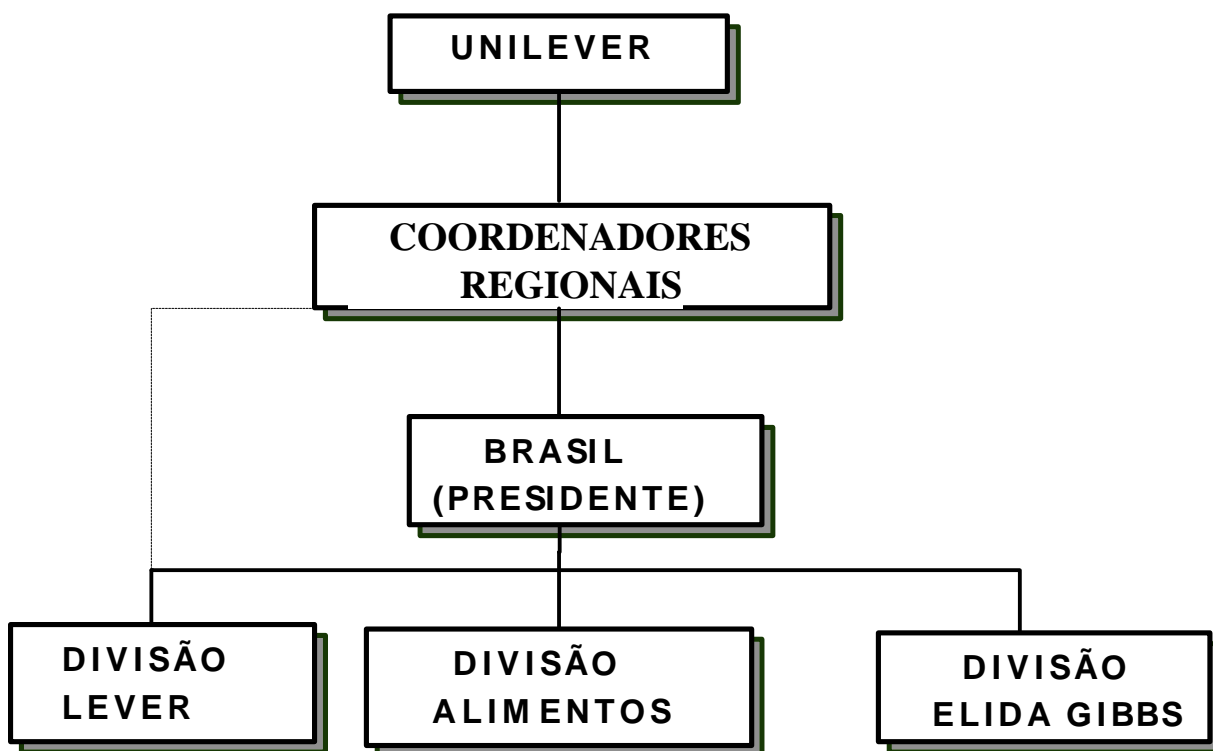 UNILEVER
COORDENADORES
REGIONAIS
BRASIL
(PRESIDENTE)
DIVISÃO
LEVER
DIVISÃO
ALIMENTOS
DIVISÃO
ELIDA GIBBS